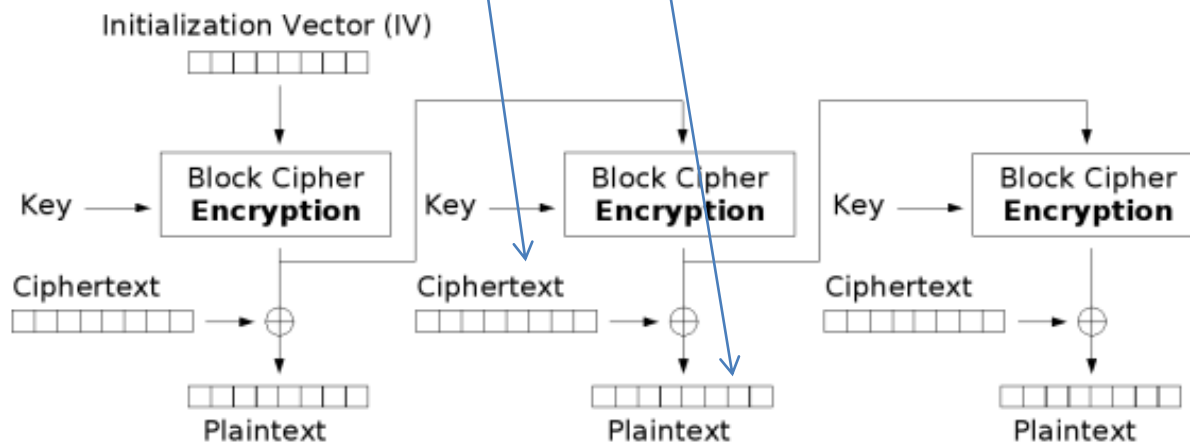 Initialization Vector (IV)
Block Cipher
Encryption
Block Cipher
Encryption
Block Cipher
Encryption
Key
Key
Key
Ciphertext
Ciphertext
Ciphertext
Plaintext
Plaintext
Plaintext